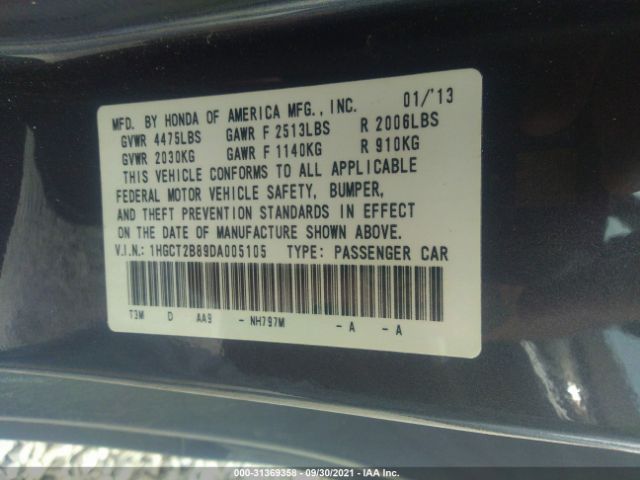 MFD. BY HONDA OF AMERICA MFG., INC. 01/'13
GVWR 4475LBS GAWR F 2513LBS R 2006LBS
GVWR 2030KG GAWR F 1140KG R 910KG
THIS VEHICLE CONFORMS TO ALL APPLICABLE
FEDERAL MOTOR VEHICLE SAFETY, BUMPER,
AND THEFT PREVENTION STANDARDS IN EFFECT
ON THE DATE OF MANUFACTURE SHOWN ABOVE.
V.I.N.: 1HGCT2B89DA005105 TYPE: PASSENGER CAR
T3M D AA9 - NH797M - A - A
000-31369358 - 09/30/2021 - IAA Inc.